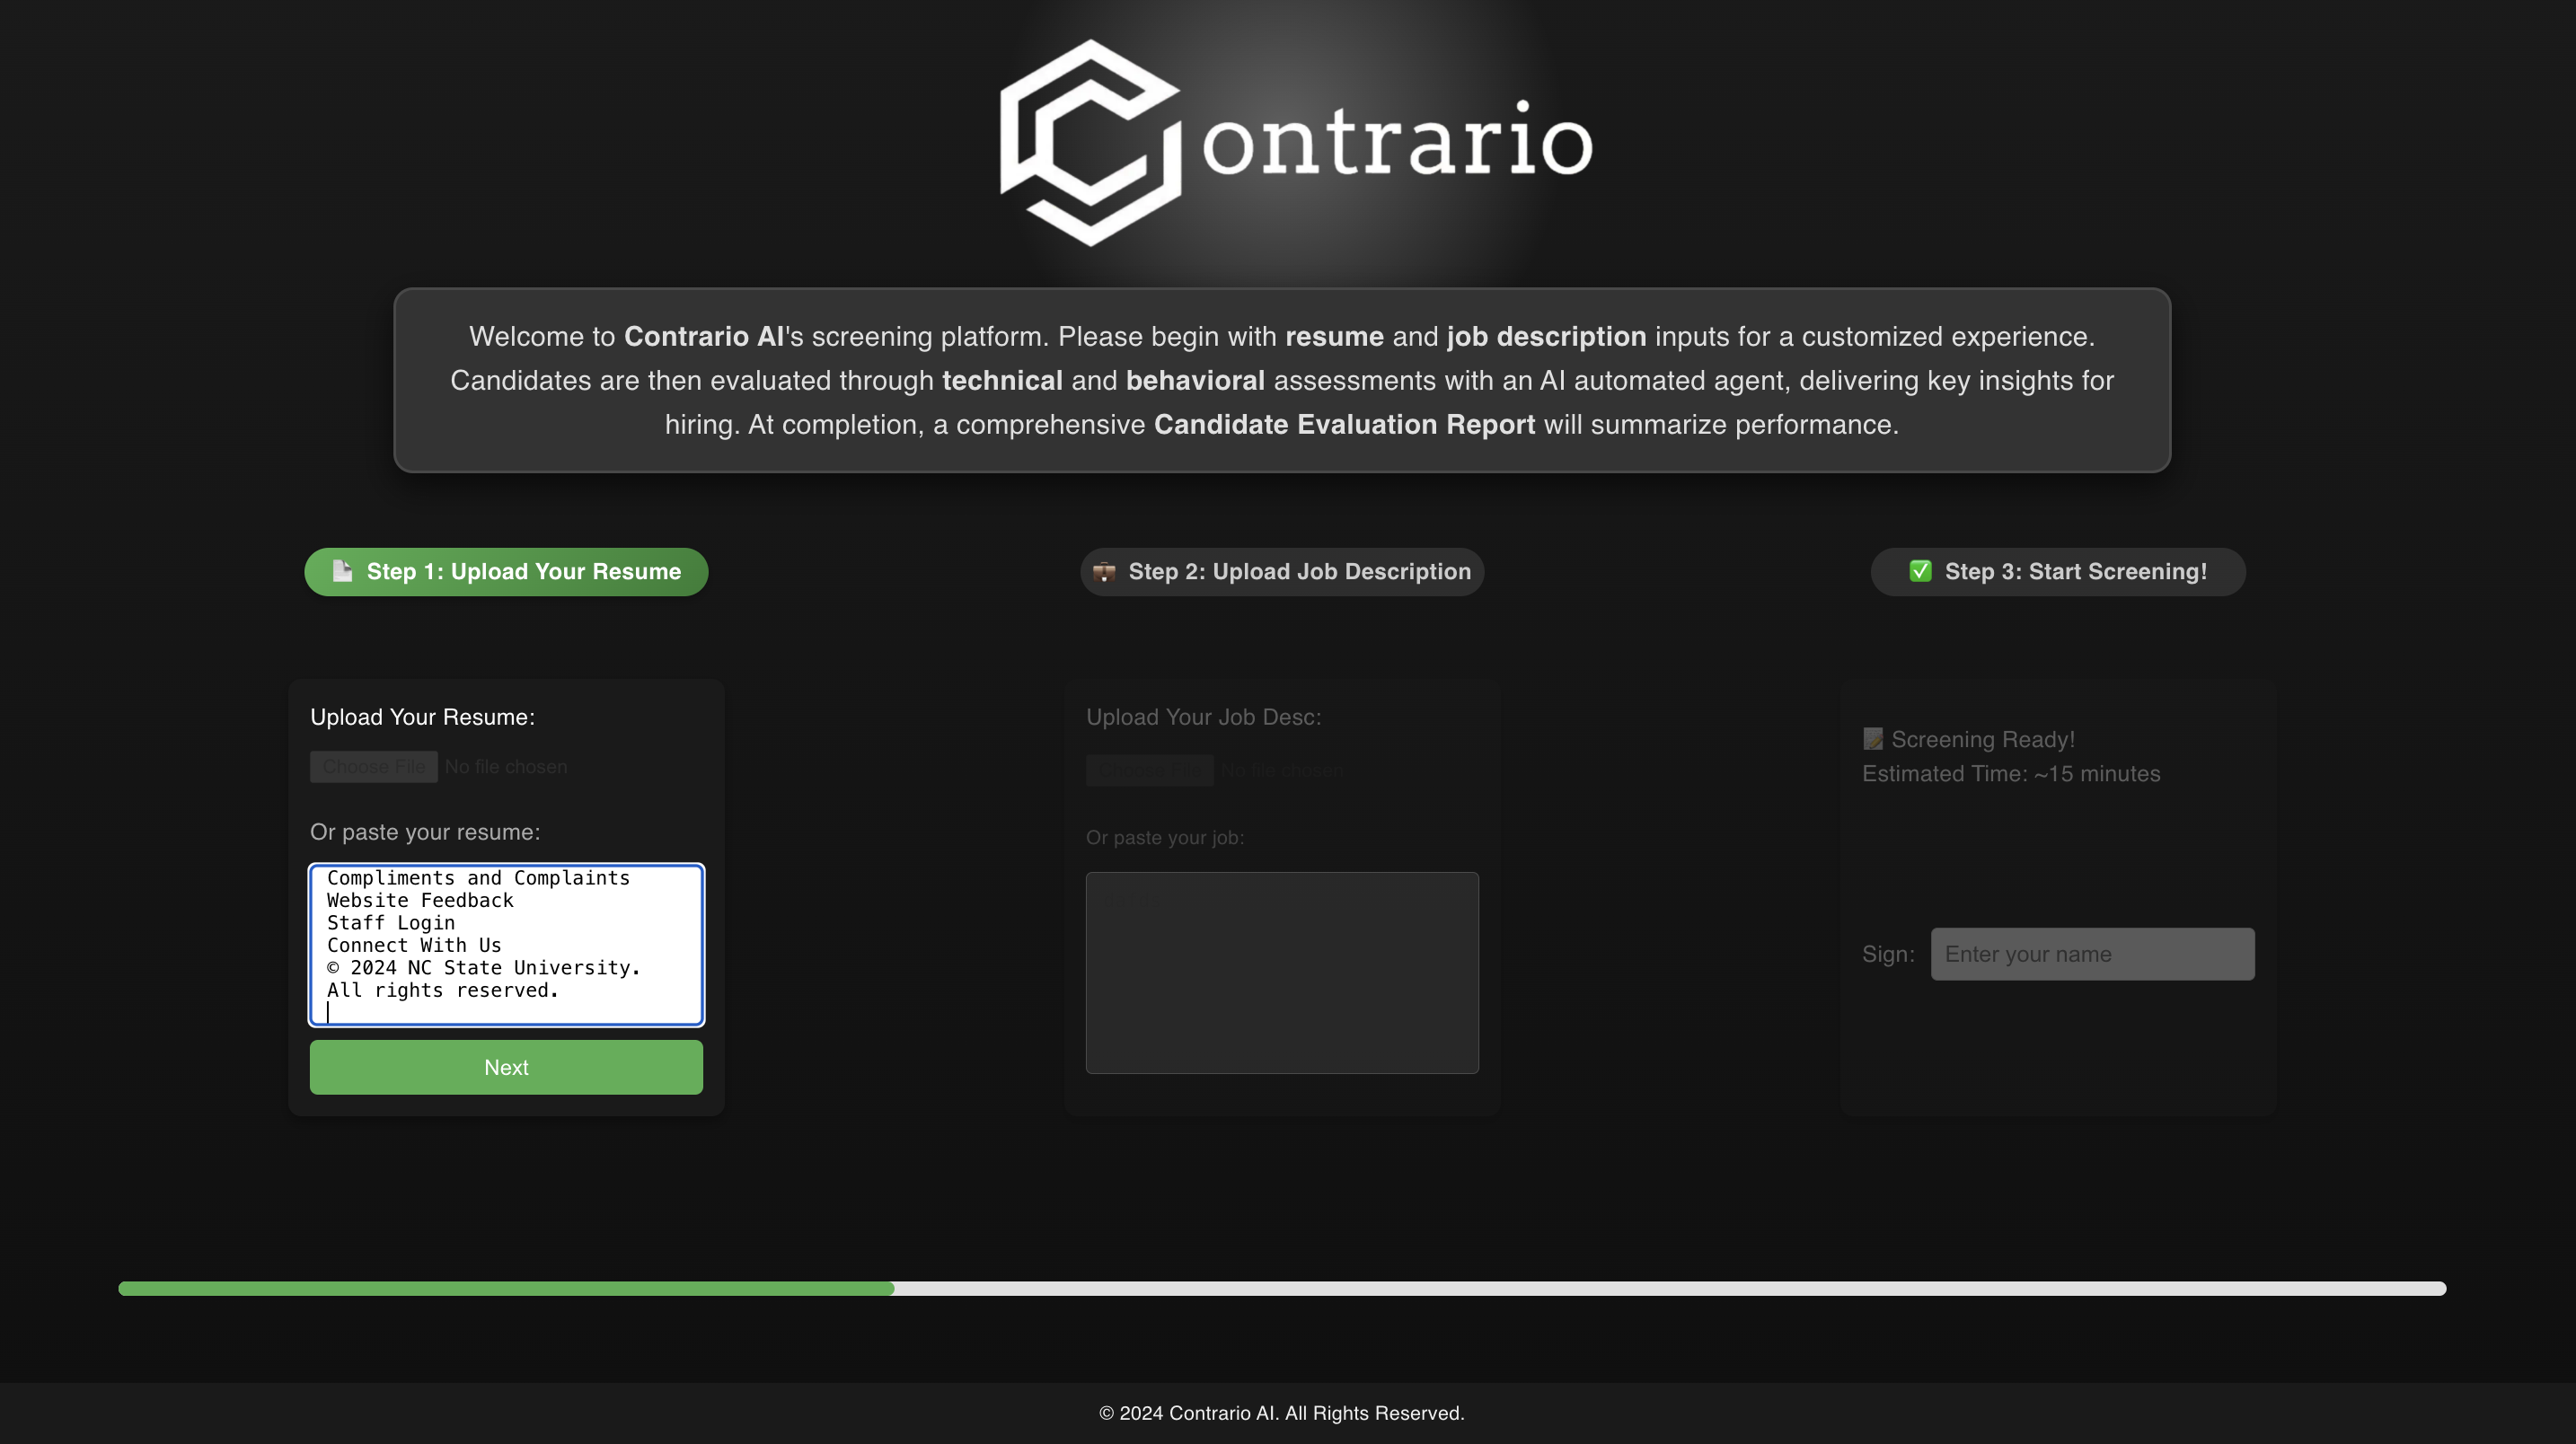 Contrario
Welcome to Contrario AI's screening platform. Please begin with resume and job description inputs for a customized experience.
Candidates are then evaluated through technical and behavioral assessments with an AI automated agent, delivering key insights for
hiring. At completion, a comprehensive Candidate Evaluation Report will summarize performance.
Step 1: Upload Your Resume
Step 2: Upload Job Description
Step 3: Start Screening!
Upload Your Resume:
Choose File No file chosen
Or paste your resume:
Compliments and Complaints
Website Feedback
Staff Login
Connect With Us
© 2024 NC State University.
All rights reserved.
Next
Upload Your Job Desc:
Choose File No file chosen
Or paste your job:
Screening Ready!
Estimated Time: ~15 minutes
Sign: Enter your name
© 2024 Contrario AI. All Rights Reserved.